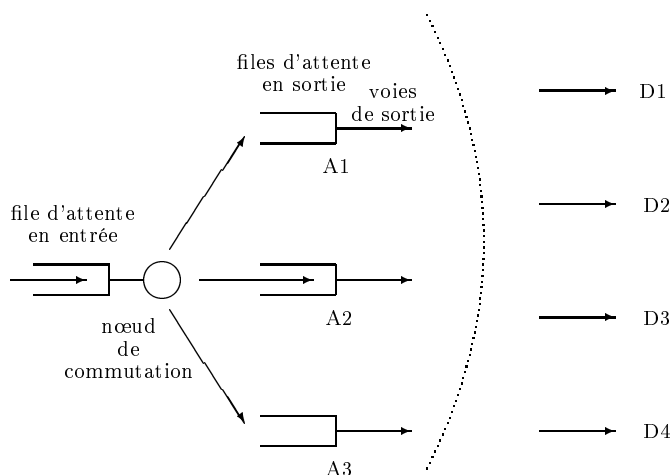 files d'attente
en sortie
voies
de sortie
A1
file d'attente
en entrée
nœud
de
commutation
A2
A3
D1
D2
D3
D4